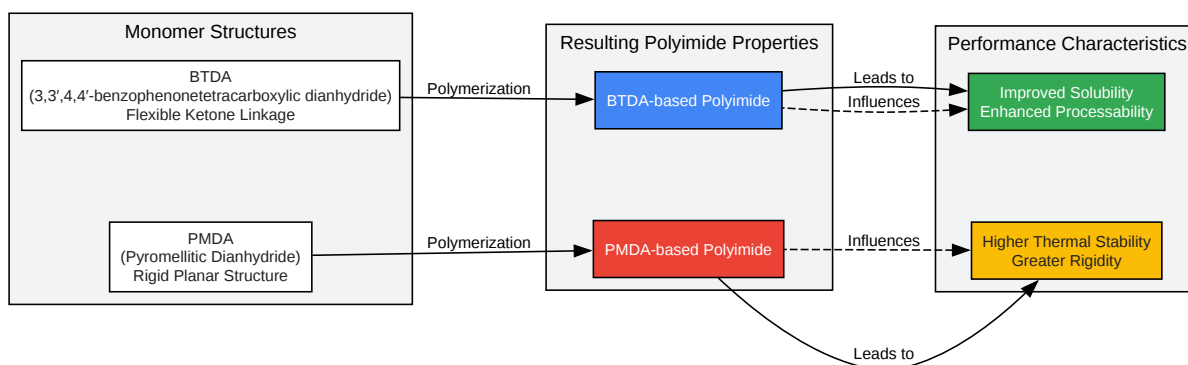 Monomer Structures
BTDA
(3,3′,4,4′-benzophenonetetracarboxylic dianhydride)
Flexible Ketone Linkage
PMDA
(Pyromellitic Dianhydride)
Rigid Planar Structure
Polymerization
Polymerization
Resulting Polyimide Properties
BTDA-based Polyimide
PMDA-based Polyimide
Leads to
Influences
Influences
Leads to
Performance Characteristics
Improved Solubility
Enhanced Processability
Higher Thermal Stability
Greater Rigidity